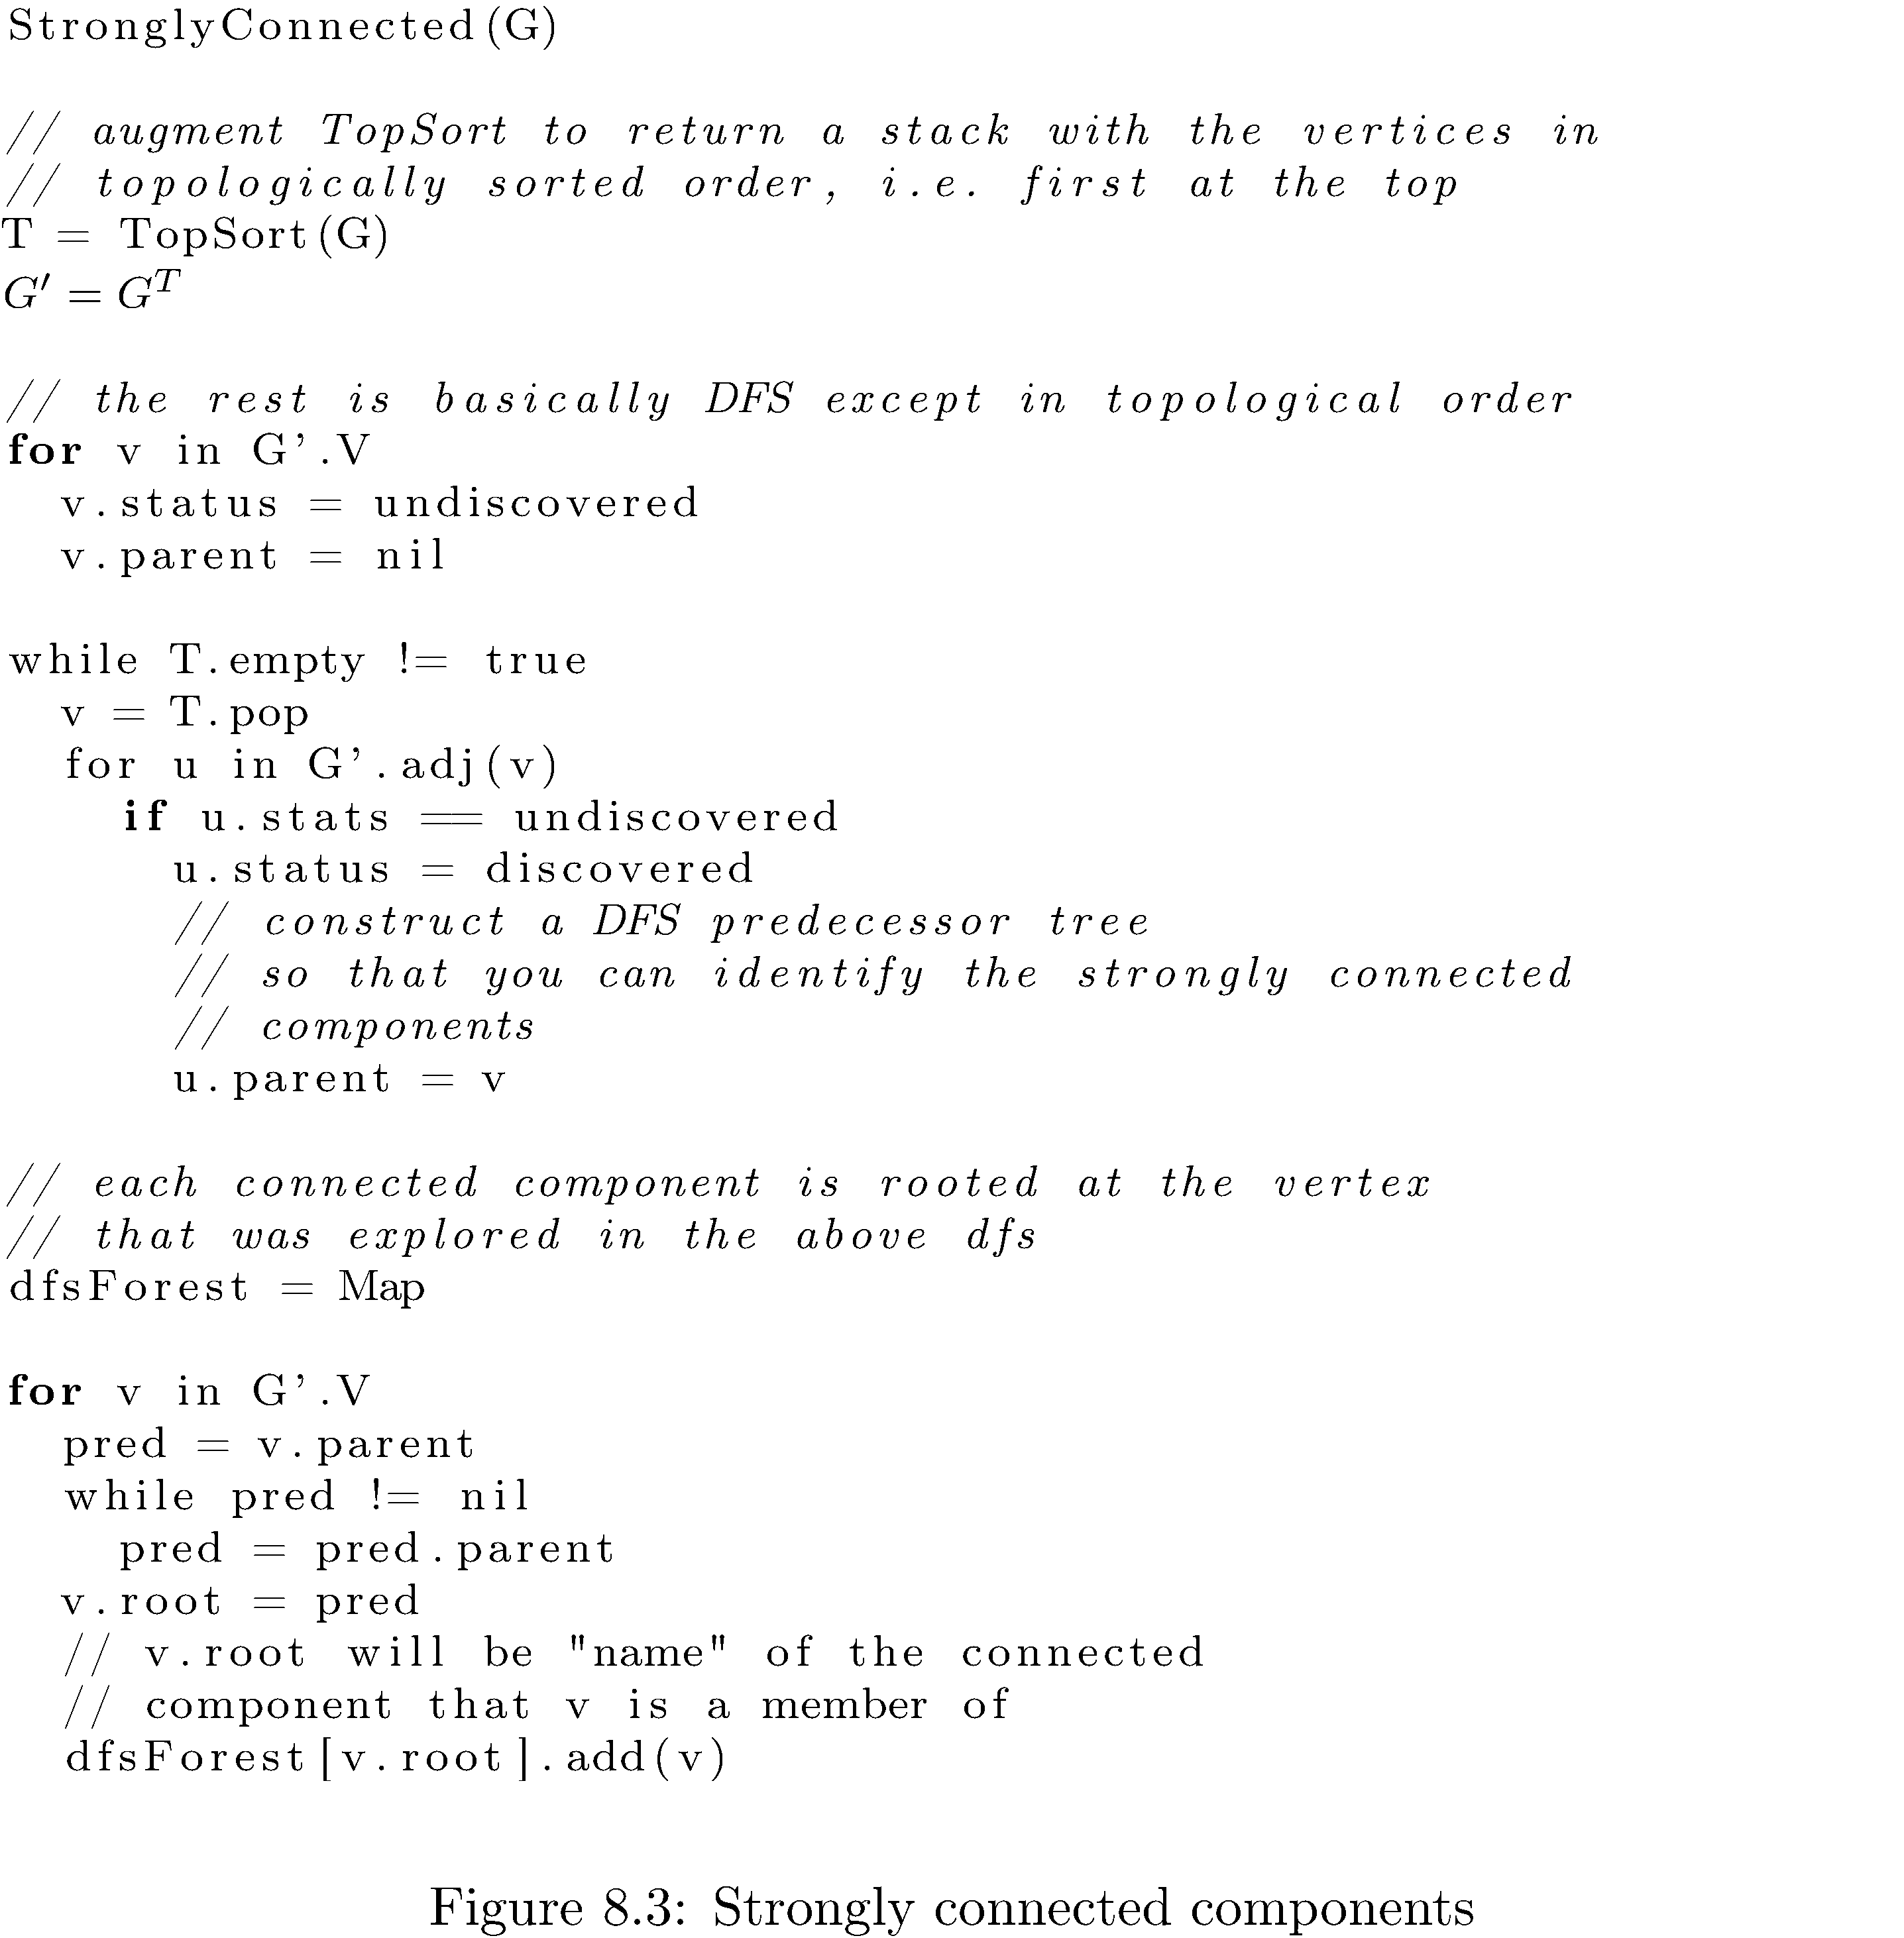 StronglyConnected(G)
// augment TopSort to return a stack with the vertices in
// topologically sorted order, i.e. first at the top
T = TopSort(G)
G′ = G^T
// the rest is basically DFS except in topological order
for v in G'.V
v.status = undiscovered
v.parent = nil
while T.empty != true
v = T.pop
for u in G'.adj(v)
if u.stats == undiscovered
u.status = discovered
// construct a DFS predecessor tree
// so that you can identify the strongly connected
// components
u.parent = v
// each connected component is rooted at the vertex
// that was explored in the above dfs
dfsForest = Map
for v in G'.V
pred = v.parent
while pred != nil
pred = pred.parent
v.root = pred
// v.root will be "name" of the connected
// component that v is a member of
dfsForest[v.root].add(v)
Figure 8.3: Strongly connected components